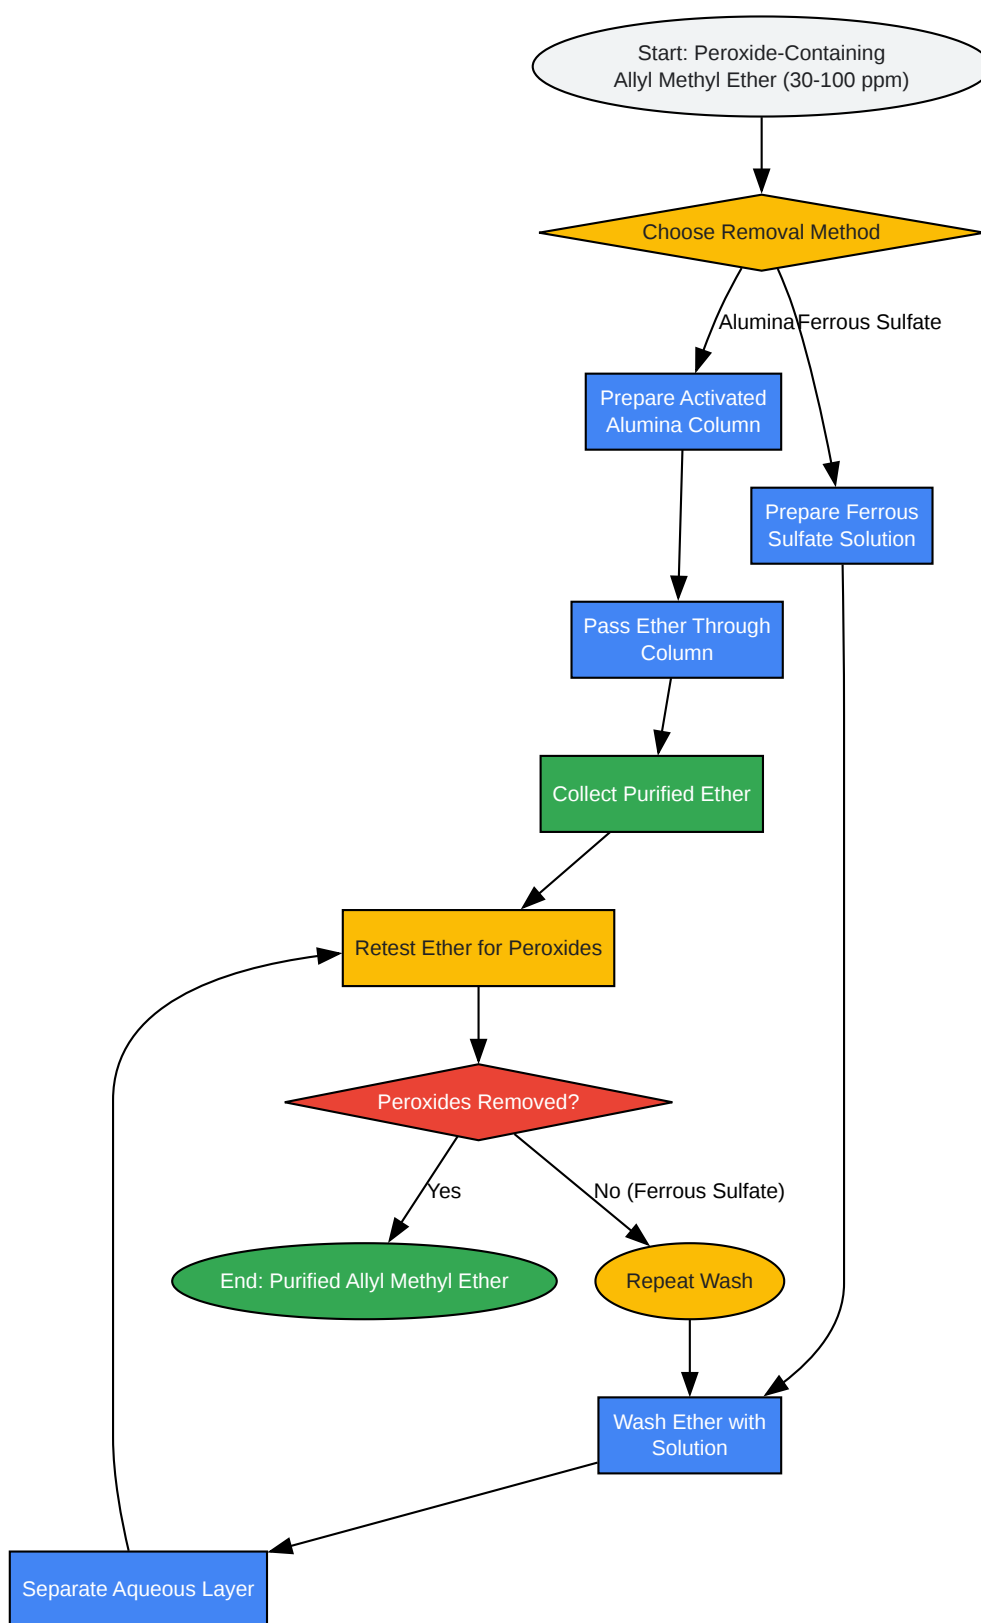 Start: Peroxide-Containing
Allyl Methyl Ether (30-100 ppm)
Choose Removal Method
Alumina
Ferrous Sulfate
Prepare Activated
Alumina Column
Prepare Ferrous
Sulfate Solution
Pass Ether Through
Column
Collect Purified Ether
Retest Ether for Peroxides
Peroxides Removed?
Yes
No (Ferrous Sulfate)
End: Purified Allyl Methyl Ether
Repeat Wash
Wash Ether with
Solution
Separate Aqueous Layer